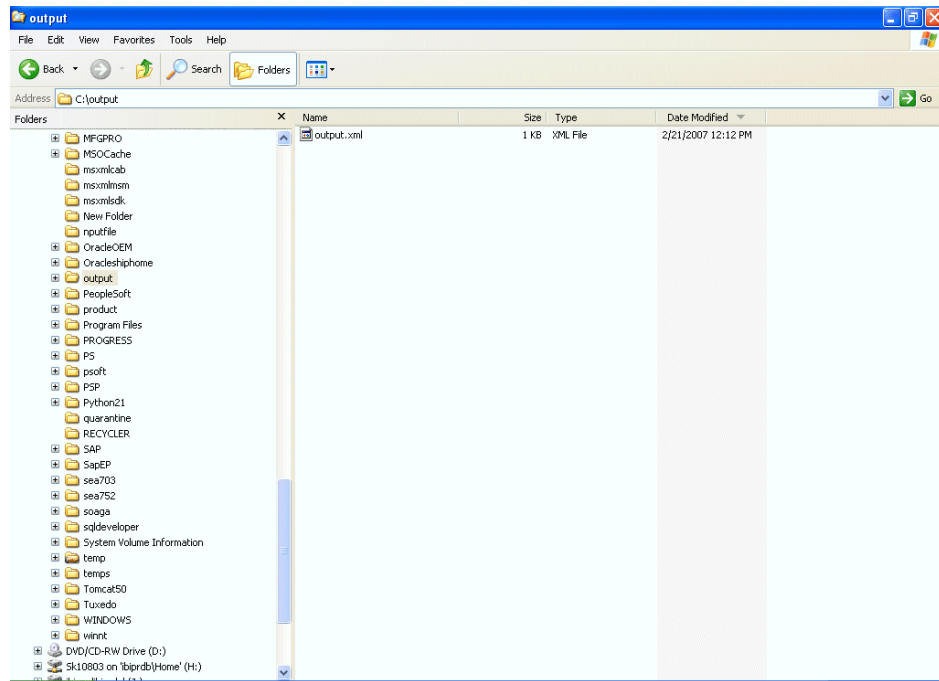 output
File Edit View Favorites Tools Help
Back Search Folders
Address C:\output Go
Folders X Name Size Type Date Modified
output.xml 1 KB XML File 2/21/2007 12:12 PM
MFGPRO
MSOCache
msxmlcab
msxmlmsm
msxmlsdk
New Folder
nputfile
OracleOEM
Oracleshiphome
output
PeopleSoft
product
Program Files
PROGRESS
PS
psoft
PSP
Python21
quarantine
RECYCLER
SAP
SapEP
sea703
sea752
soaga
sqldeveloper
System Volume Information
temp
temps
Tomcat50
Tuxedo
WINDOWS
winnt
DVD/CD-RW Drive (D:)
Sk10803 on 'ibiprdb\Home' (H:)